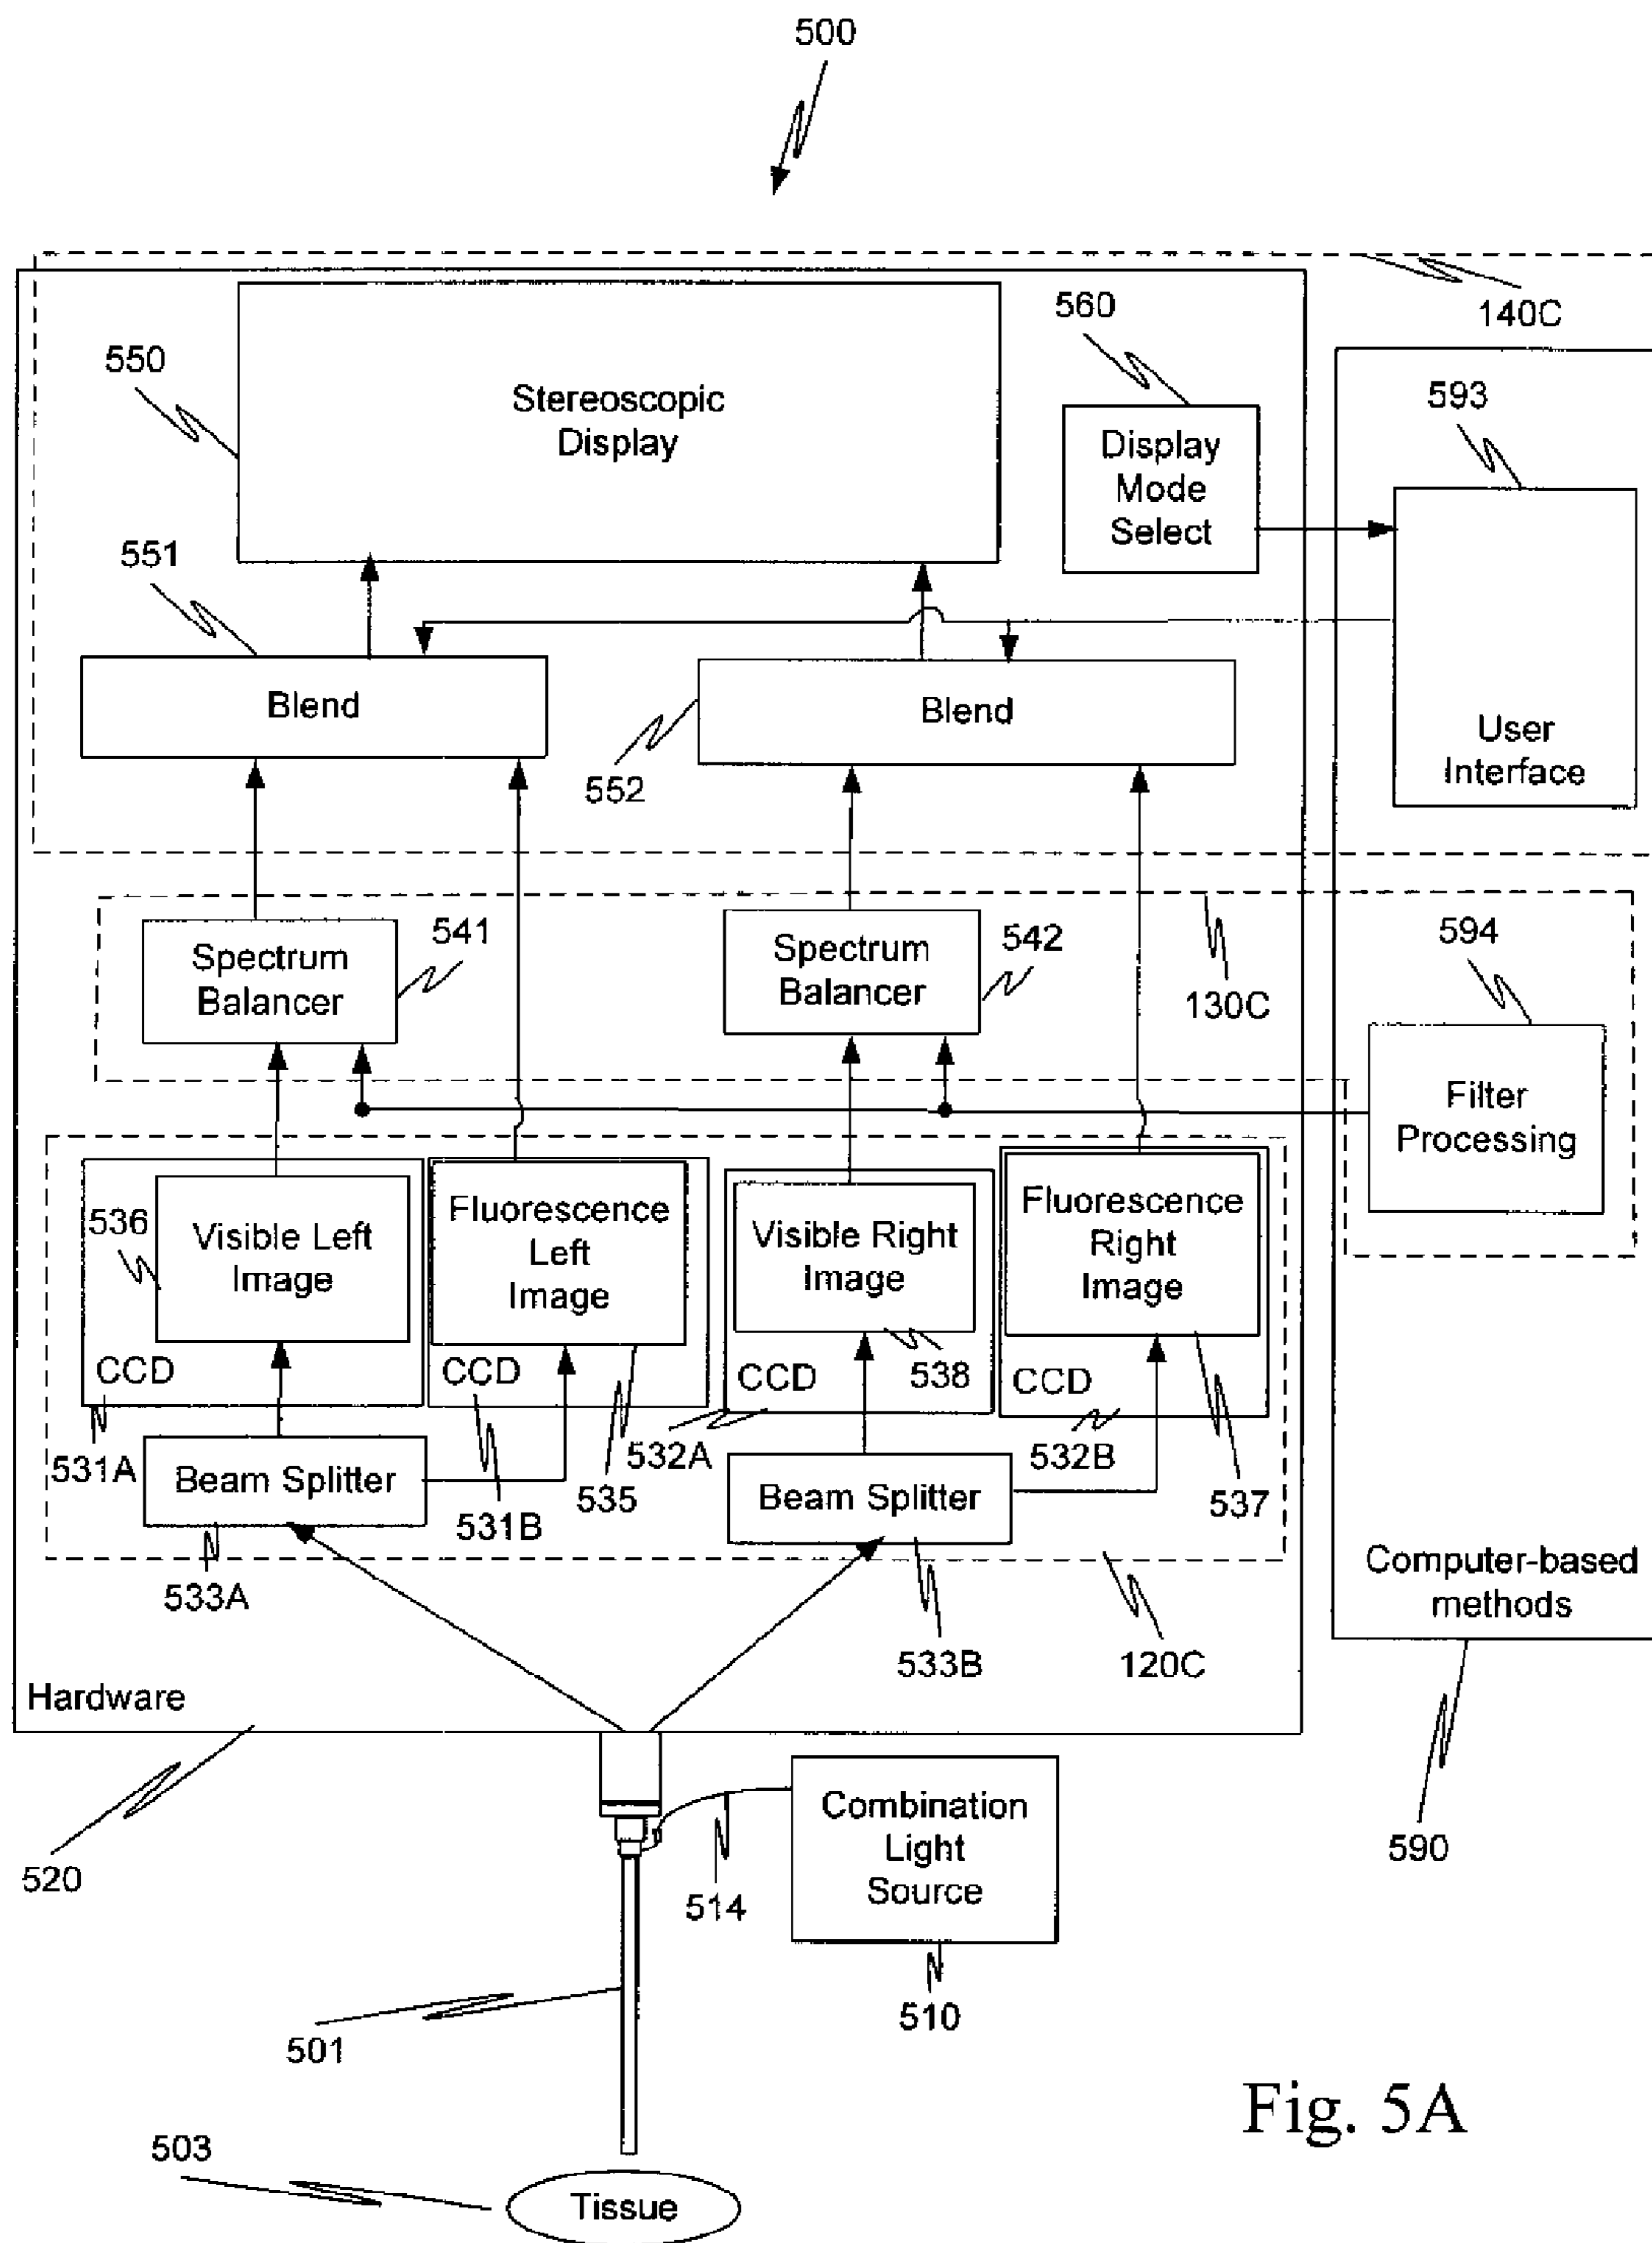 500
140C
560
550
Stereoscopic
Display
593
Display
Mode
Select
551
Blend
Blend
552
User
Interface
541
Spectrum
Balancer
542
Spectrum
Balancer
130C
594
Filter
Processing
536
Visible Left
Image
Fluorescence
Left
Image
Visible Right
Image
Fluorescence
Right
Image
CCD
CCD
CCD
538
CCD
531A
Beam Splitter
531B
535
532A
Beam Splitter
532B
537
533A
533B
120C
Computer-based
methods
Hardware
520
514
Combination
Light
Source
590
510
501
Fig. 5A
503
Tissue